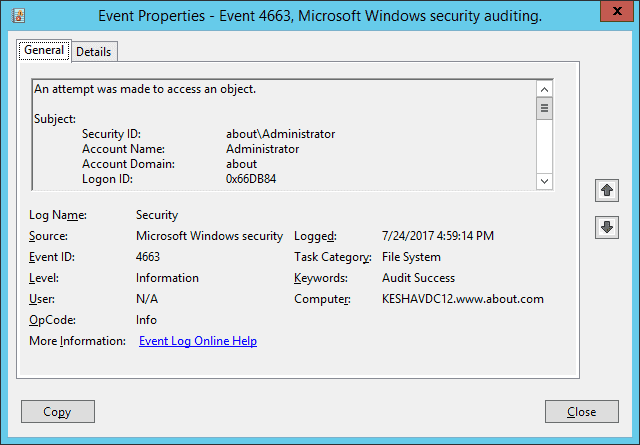 Event Properties - Event 4663, Microsoft Windows security auditing.
X
General Details
An attempt was made to access an object.
Subject:
Security ID: about\Administrator
Account Name: Administrator
Account Domain: about
Logon ID: 0x66DB84
Log Name: Security
Source: Microsoft Windows security Logged: 7/24/2017 4:59:14 PM
Event ID: 4663 Task Category: File System
Level: Information Keywords: Audit Success
User: N/A Computer: KESHAVDC12.www.about.com
OpCode: Info
More Information: Event Log Online Help
Copy Close